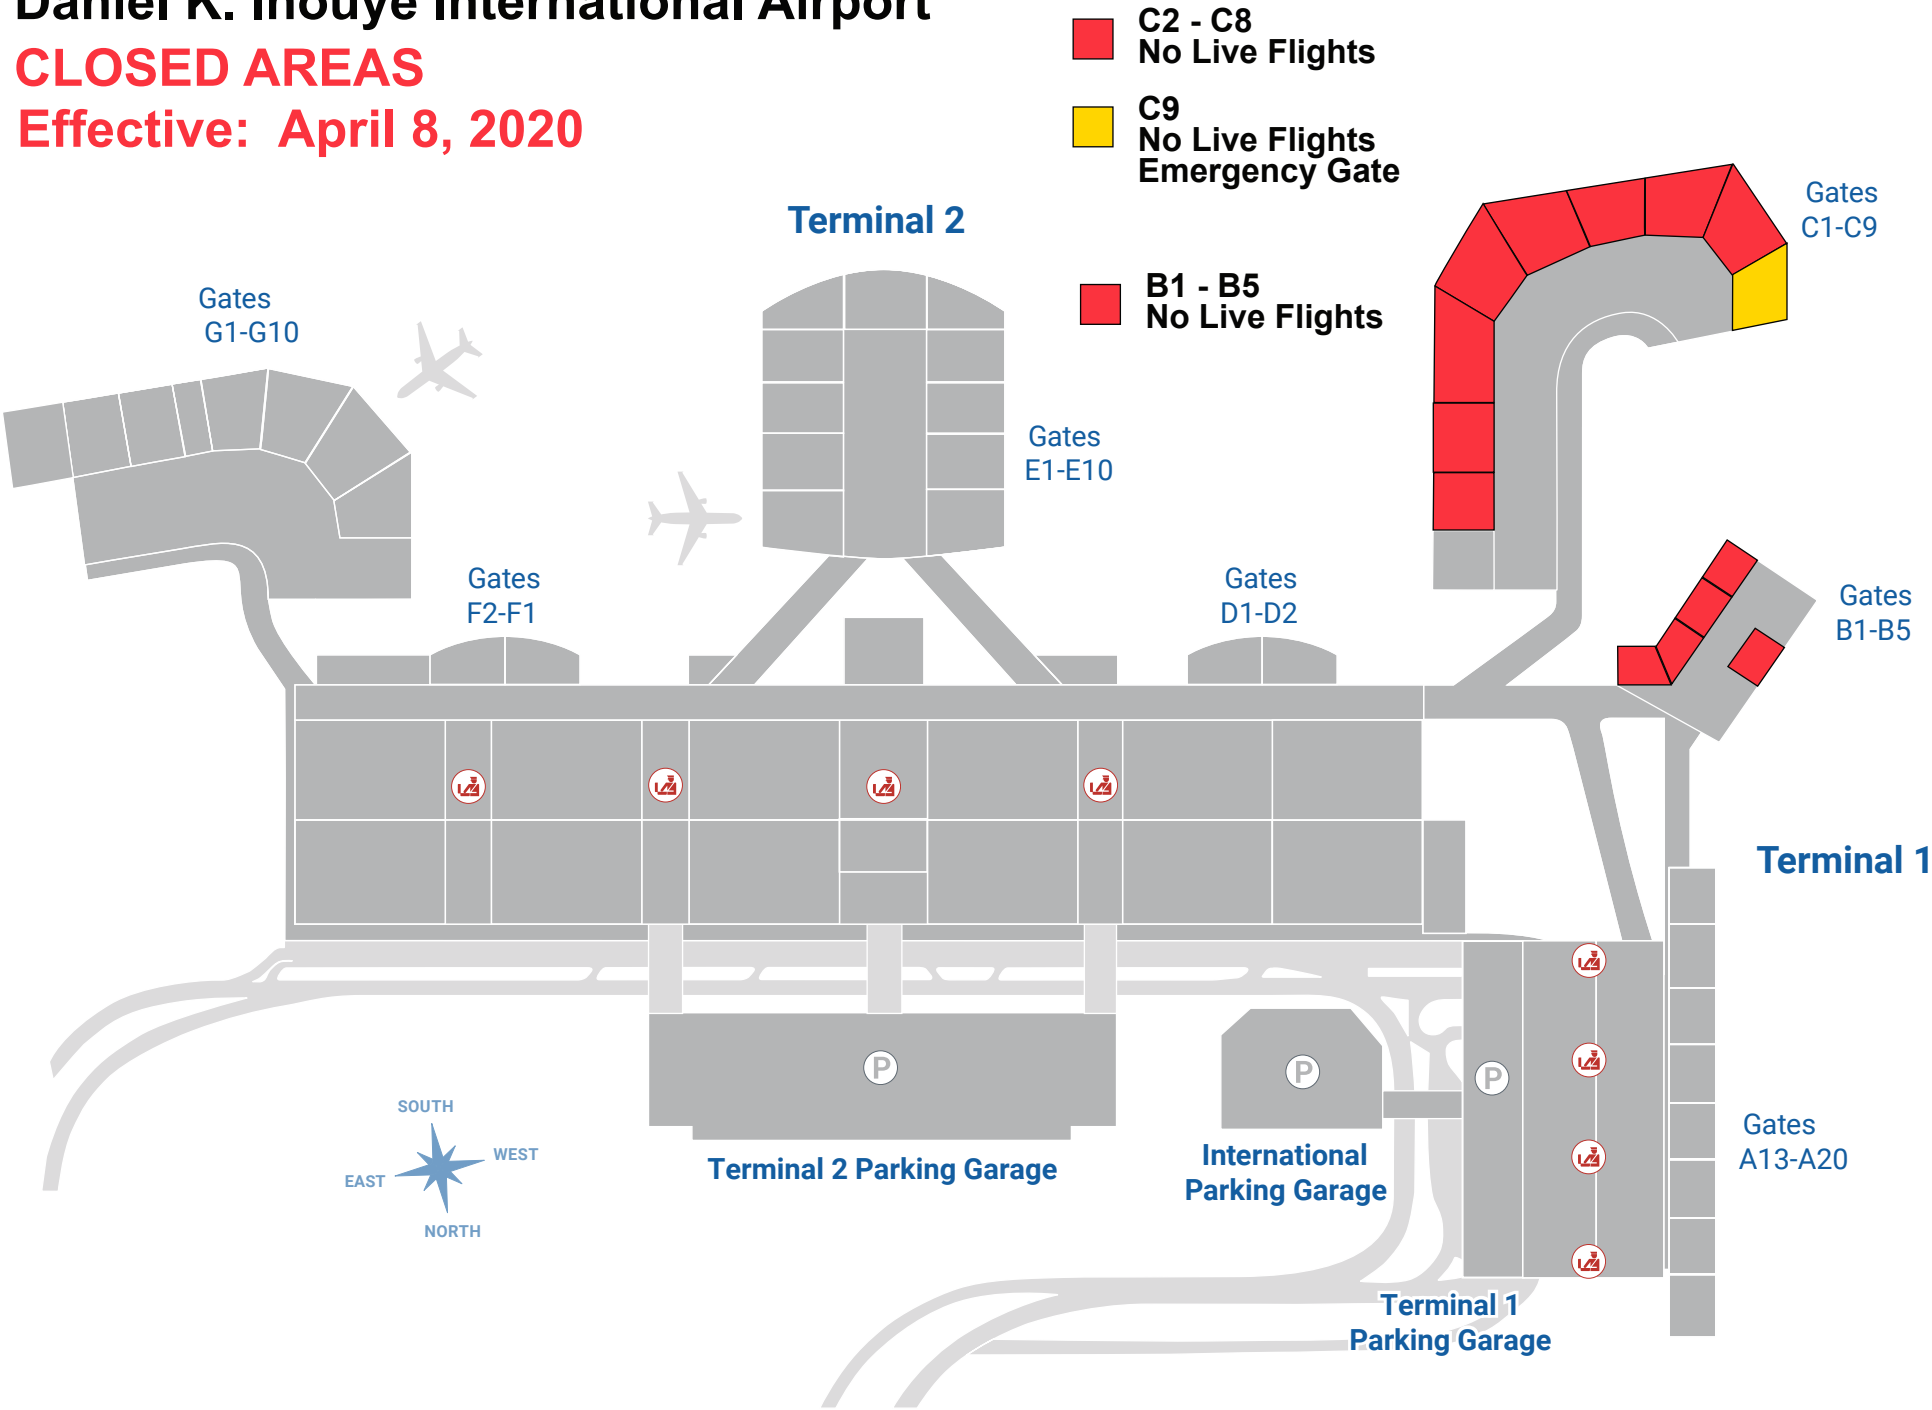 Daniel K. Inouye International Airport
CLOSED AREAS
Effective: April 8, 2020
C2 - C8
No Live Flights
C9
No Live Flights
Emergency Gate
B1 - B5
No Live Flights
Terminal 2
Gates
C1-C9
Gates
G1-G10
Gates
E1-E10
Gates
F2-F1
Gates
D1-D2
Gates
B1-B5
Terminal 1
P
P
P
SOUTH
WEST
EAST
NORTH
Terminal 2 Parking Garage
International
Parking Garage
Gates
A13-A20
Terminal 1
Parking Garage